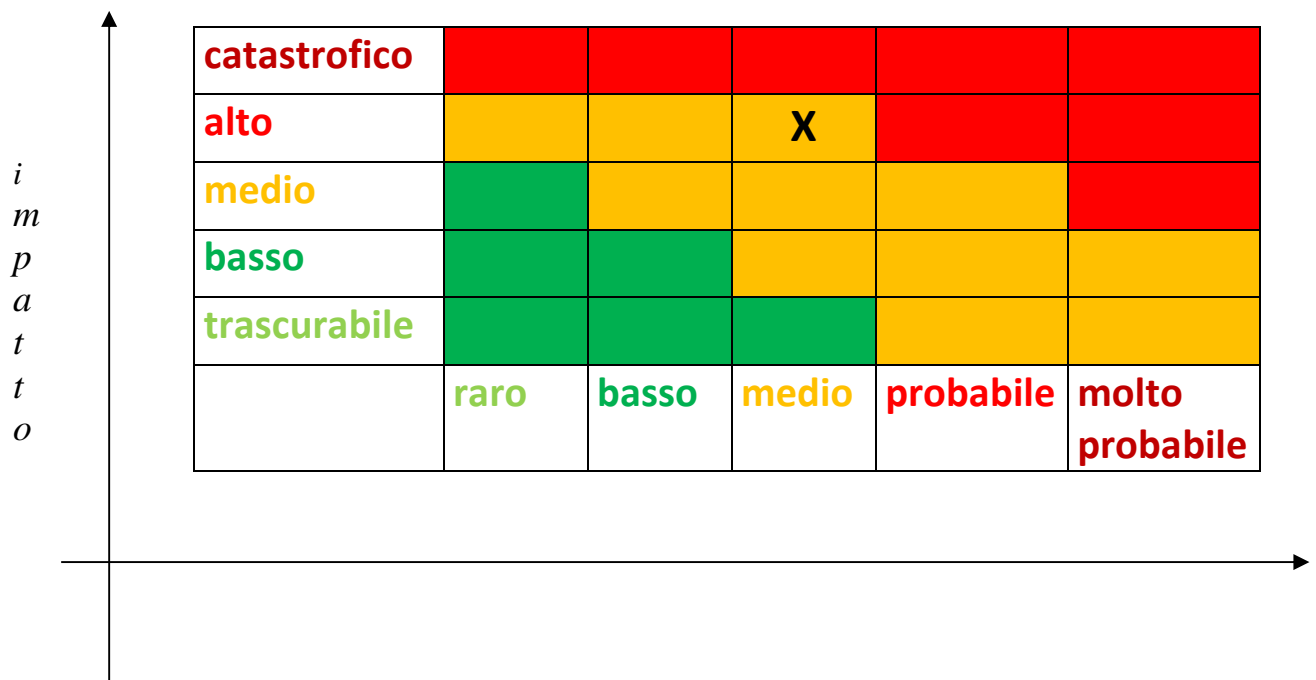 catastrofico
alto X
medio
basso
trascurabile
raro basso medio probabile molto
probabile
i
m
p
a
t
t
o